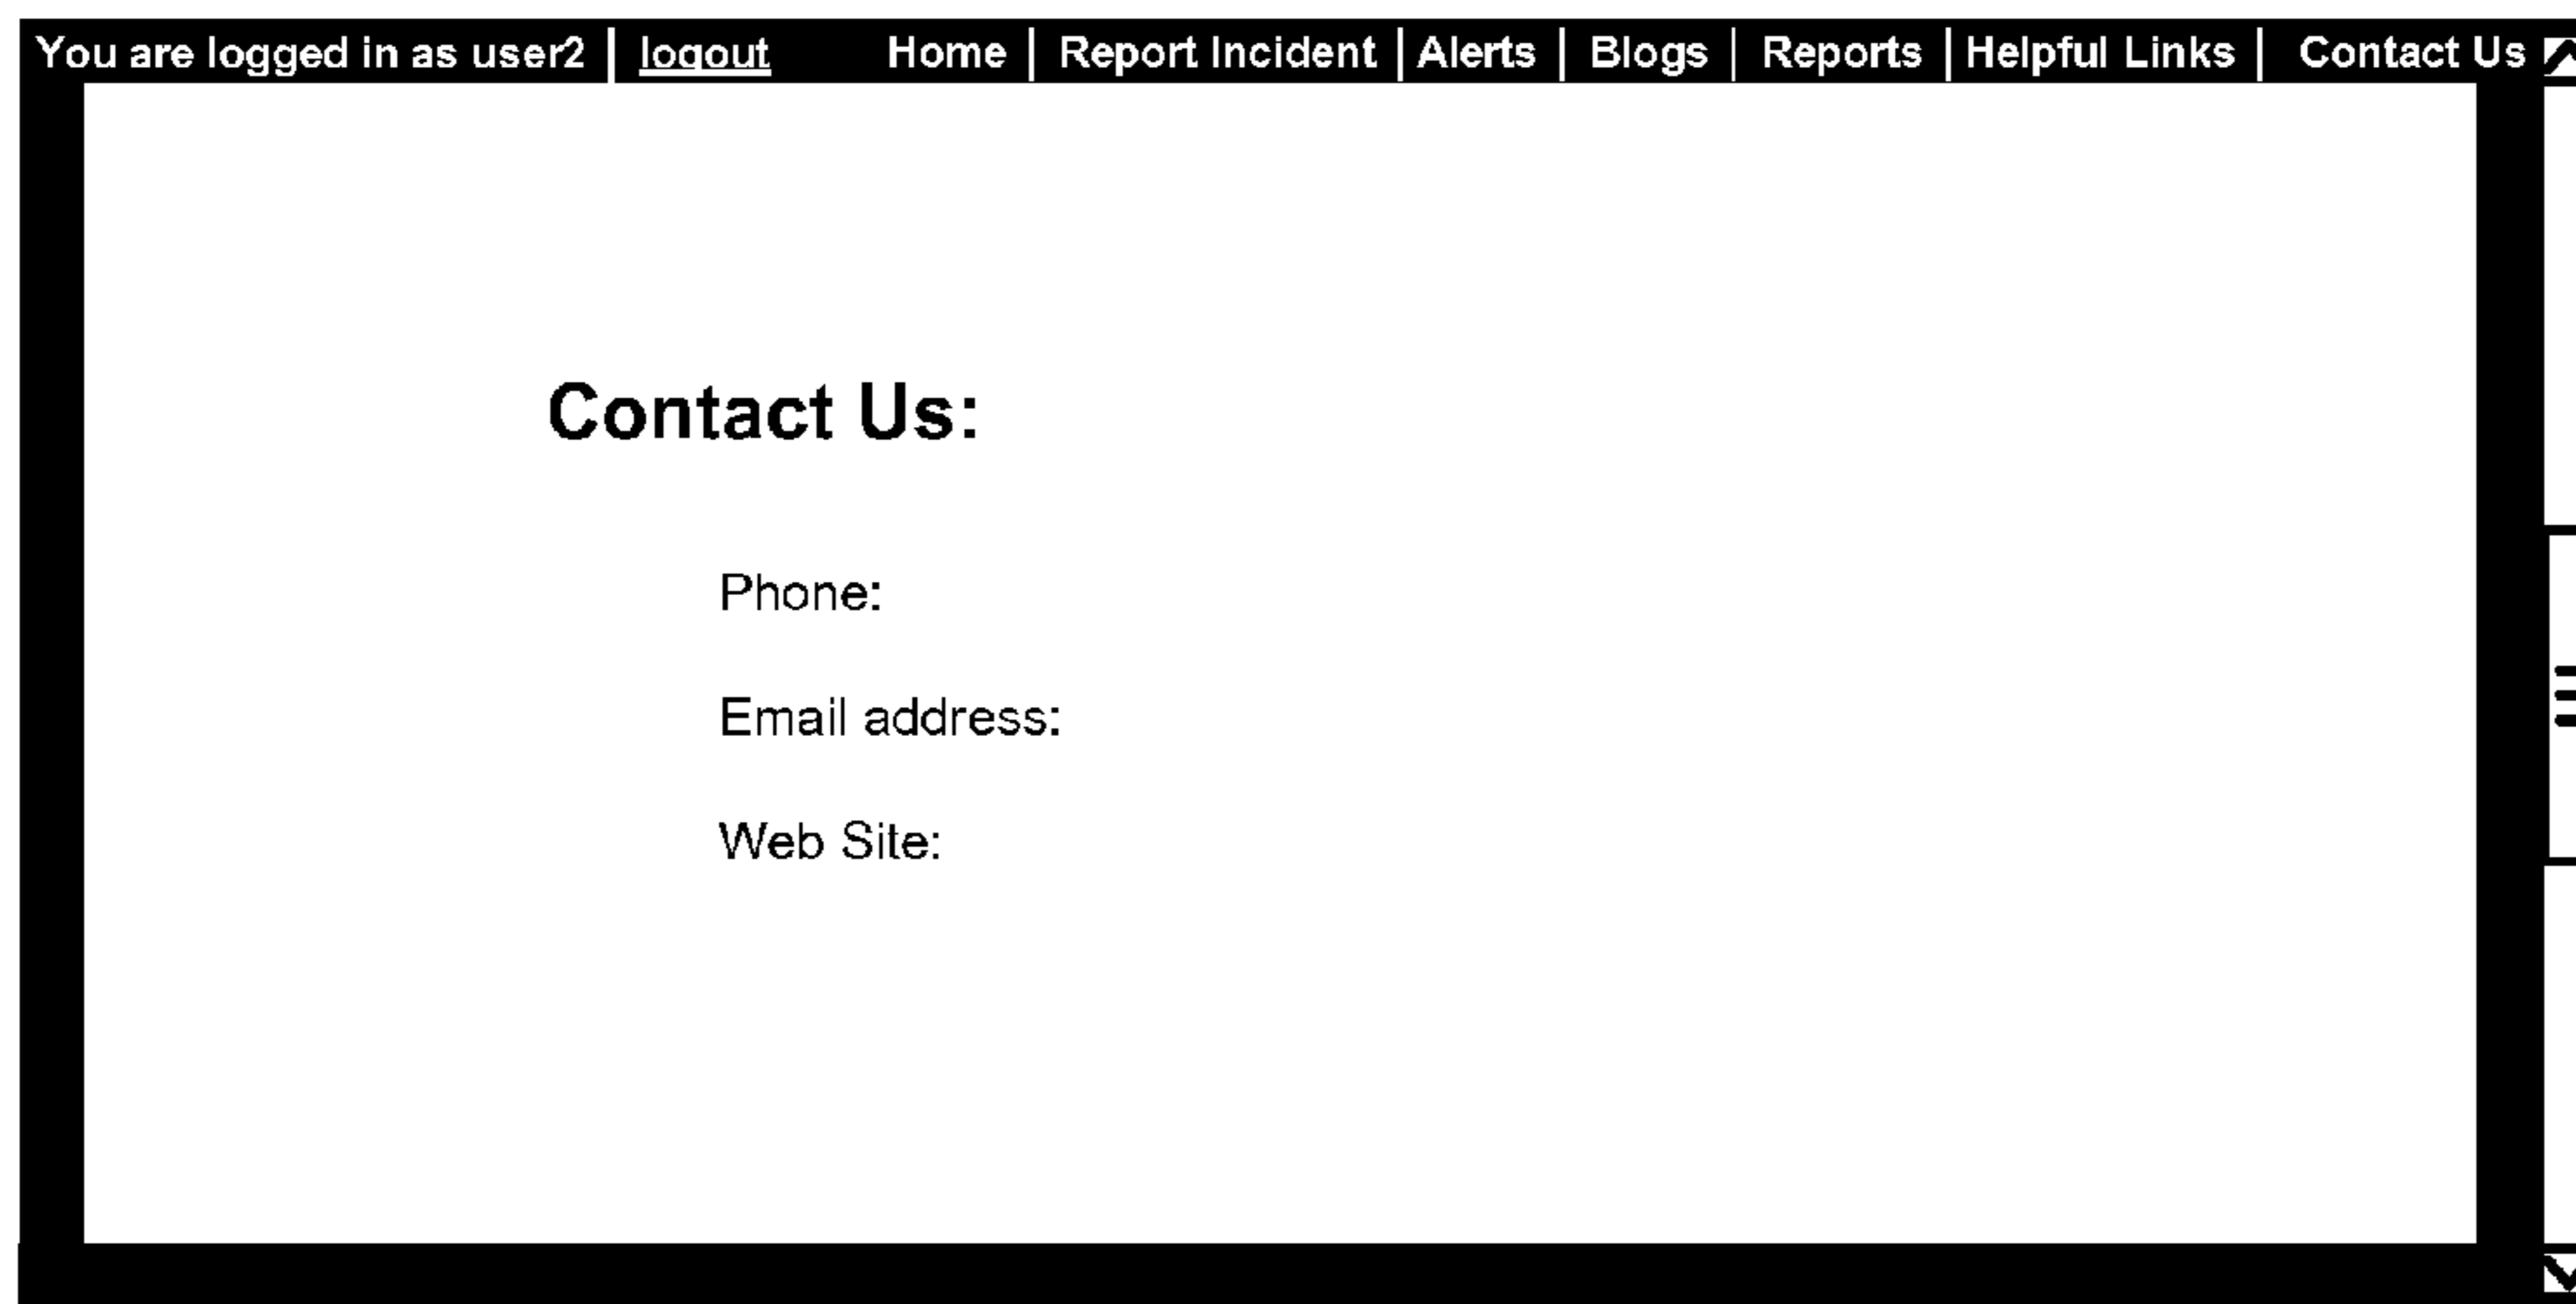 You are logged in as user2 | logout Home | Report Incident | Alerts | Blogs | Reports | Helpful Links | Contact Us
Contact Us:
Phone:
Email address:
Web Site: